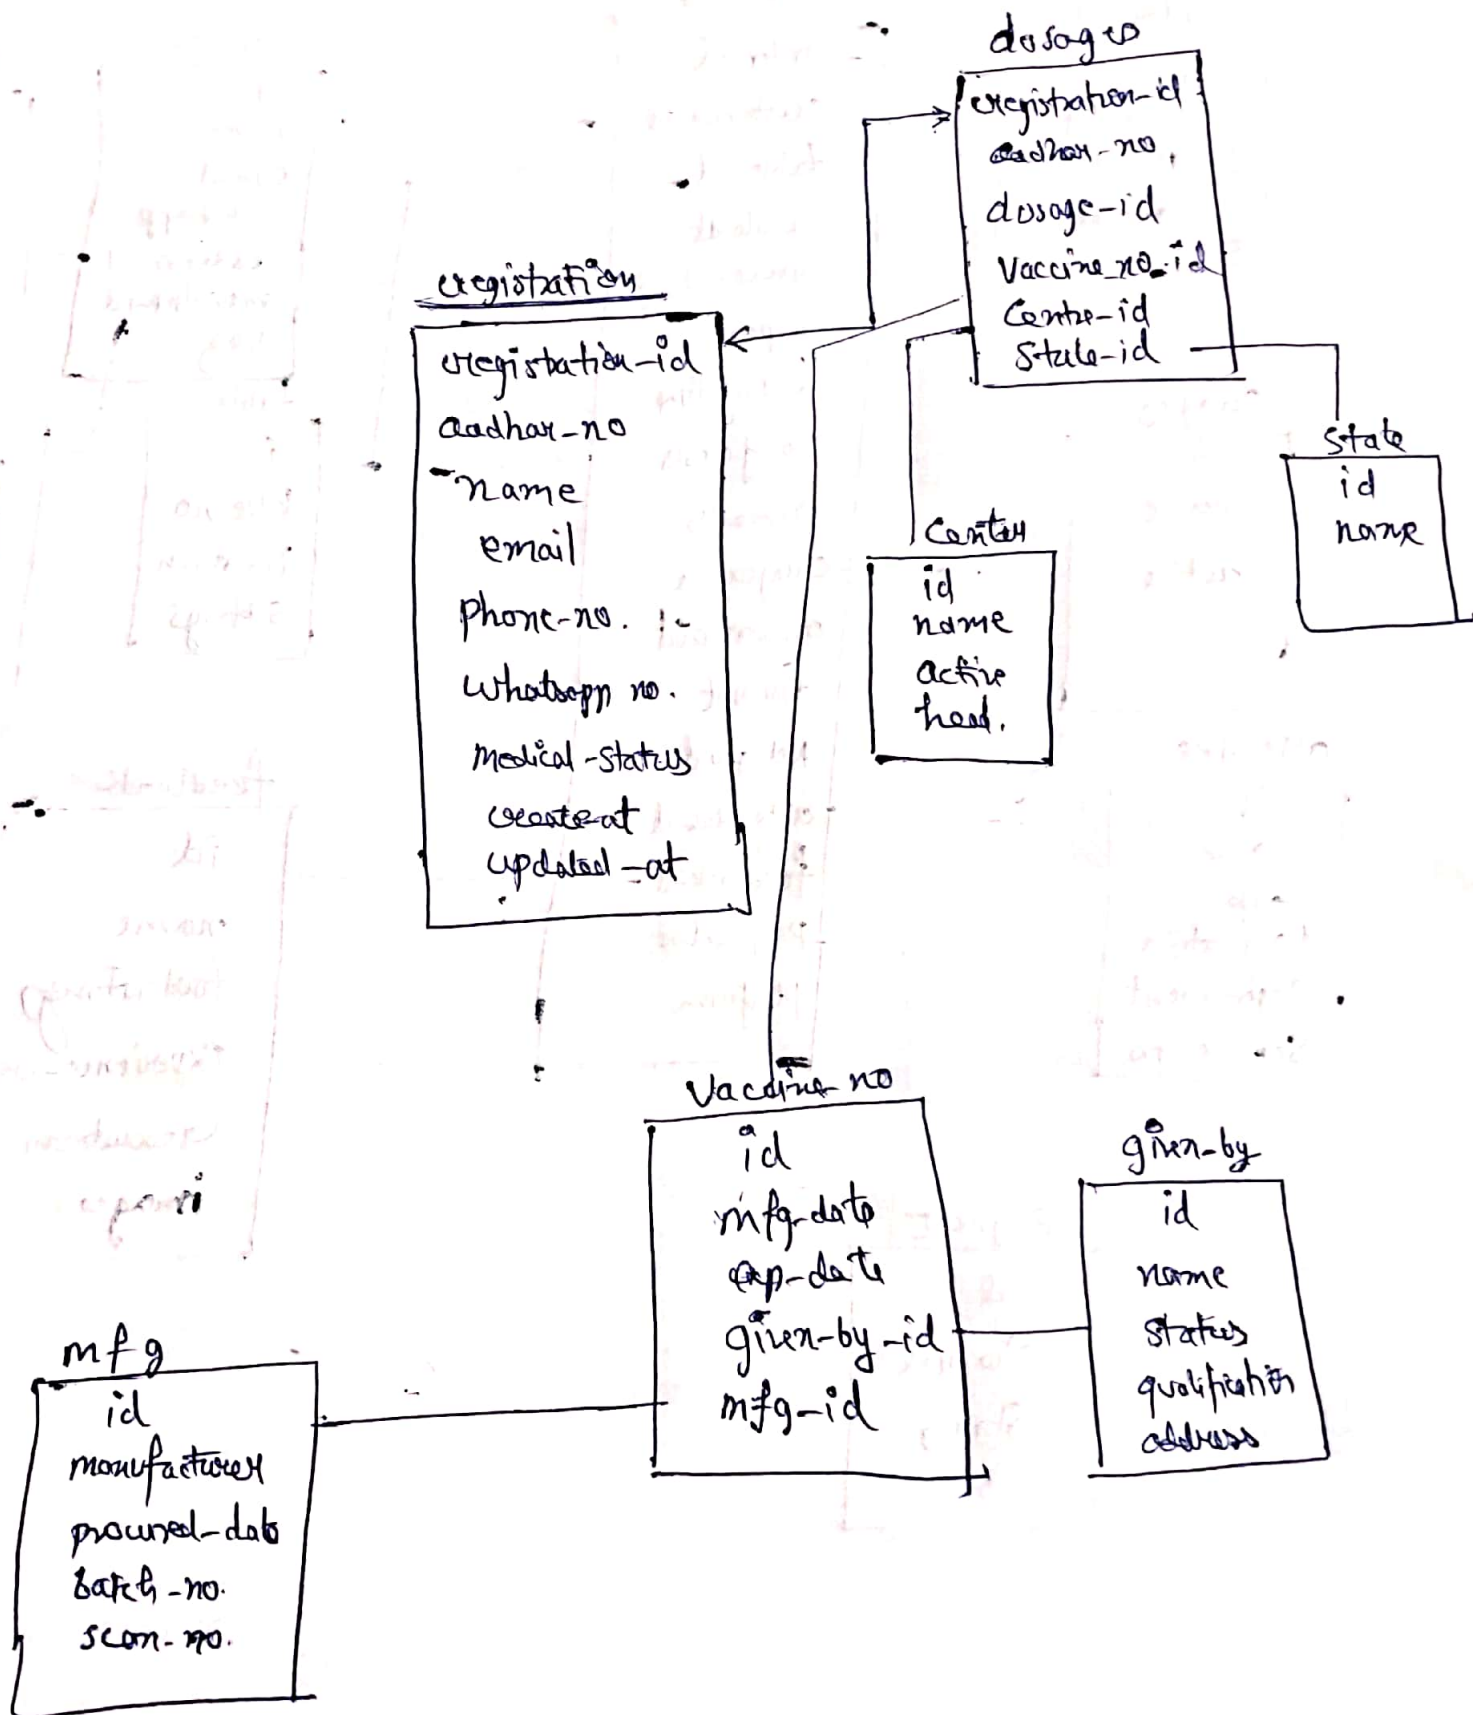 dosages
registration-id
aadhar-no.
dosage-id
Vaccine_no_id
Centre-id
State-id
registration
registration-id
aadhar-no
name
email
phone-no.
whatsapp no.
medical-status
create-at
updated-at
State
id
name
Center
id
name
active
head.
Vaccine no
id
mfg-date
exp-date
given-by-id
mfg-id
given-by
id
name
status
qualification
address
mfg
id
manufacturer
procured-date
batch-no.
scan-no.